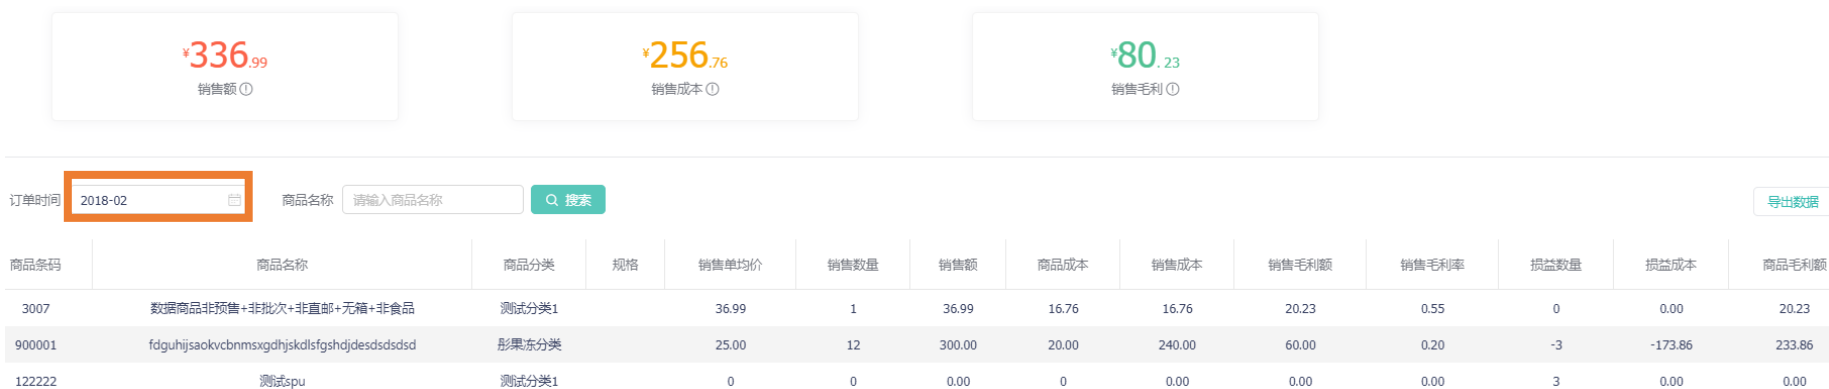 ¥336.99 ¥256.76 ¥80.23
销售额 销售成本 销售毛利
订单时间 2018-02 商品名称 请输入商品名称 搜索 导出数据
商品条码 商品名称 商品分类 规格 销售单均价 销售数量 销售额 商品成本 销售成本 销售毛利额 销售毛利率 损益数量 损益成本 商品毛利额
3007 数据商品非预售+非批次+非直邮+无箱+非食品 测试分类1 36.99 1 36.99 16.76 16.76 20.23 0.55 0 0.00 20.23
900001 fdguhijsaokvcbnmsxgdhjskdlsfgshdjdesdsdsdsd 彤果冻分类 25.00 12 300.00 20.00 240.00 60.00 0.20 -3 -173.86 233.86
122222 测试spu 测试分类1 0 0 0.00 0 0.00 0.00 0.00 3 0.00 0.00